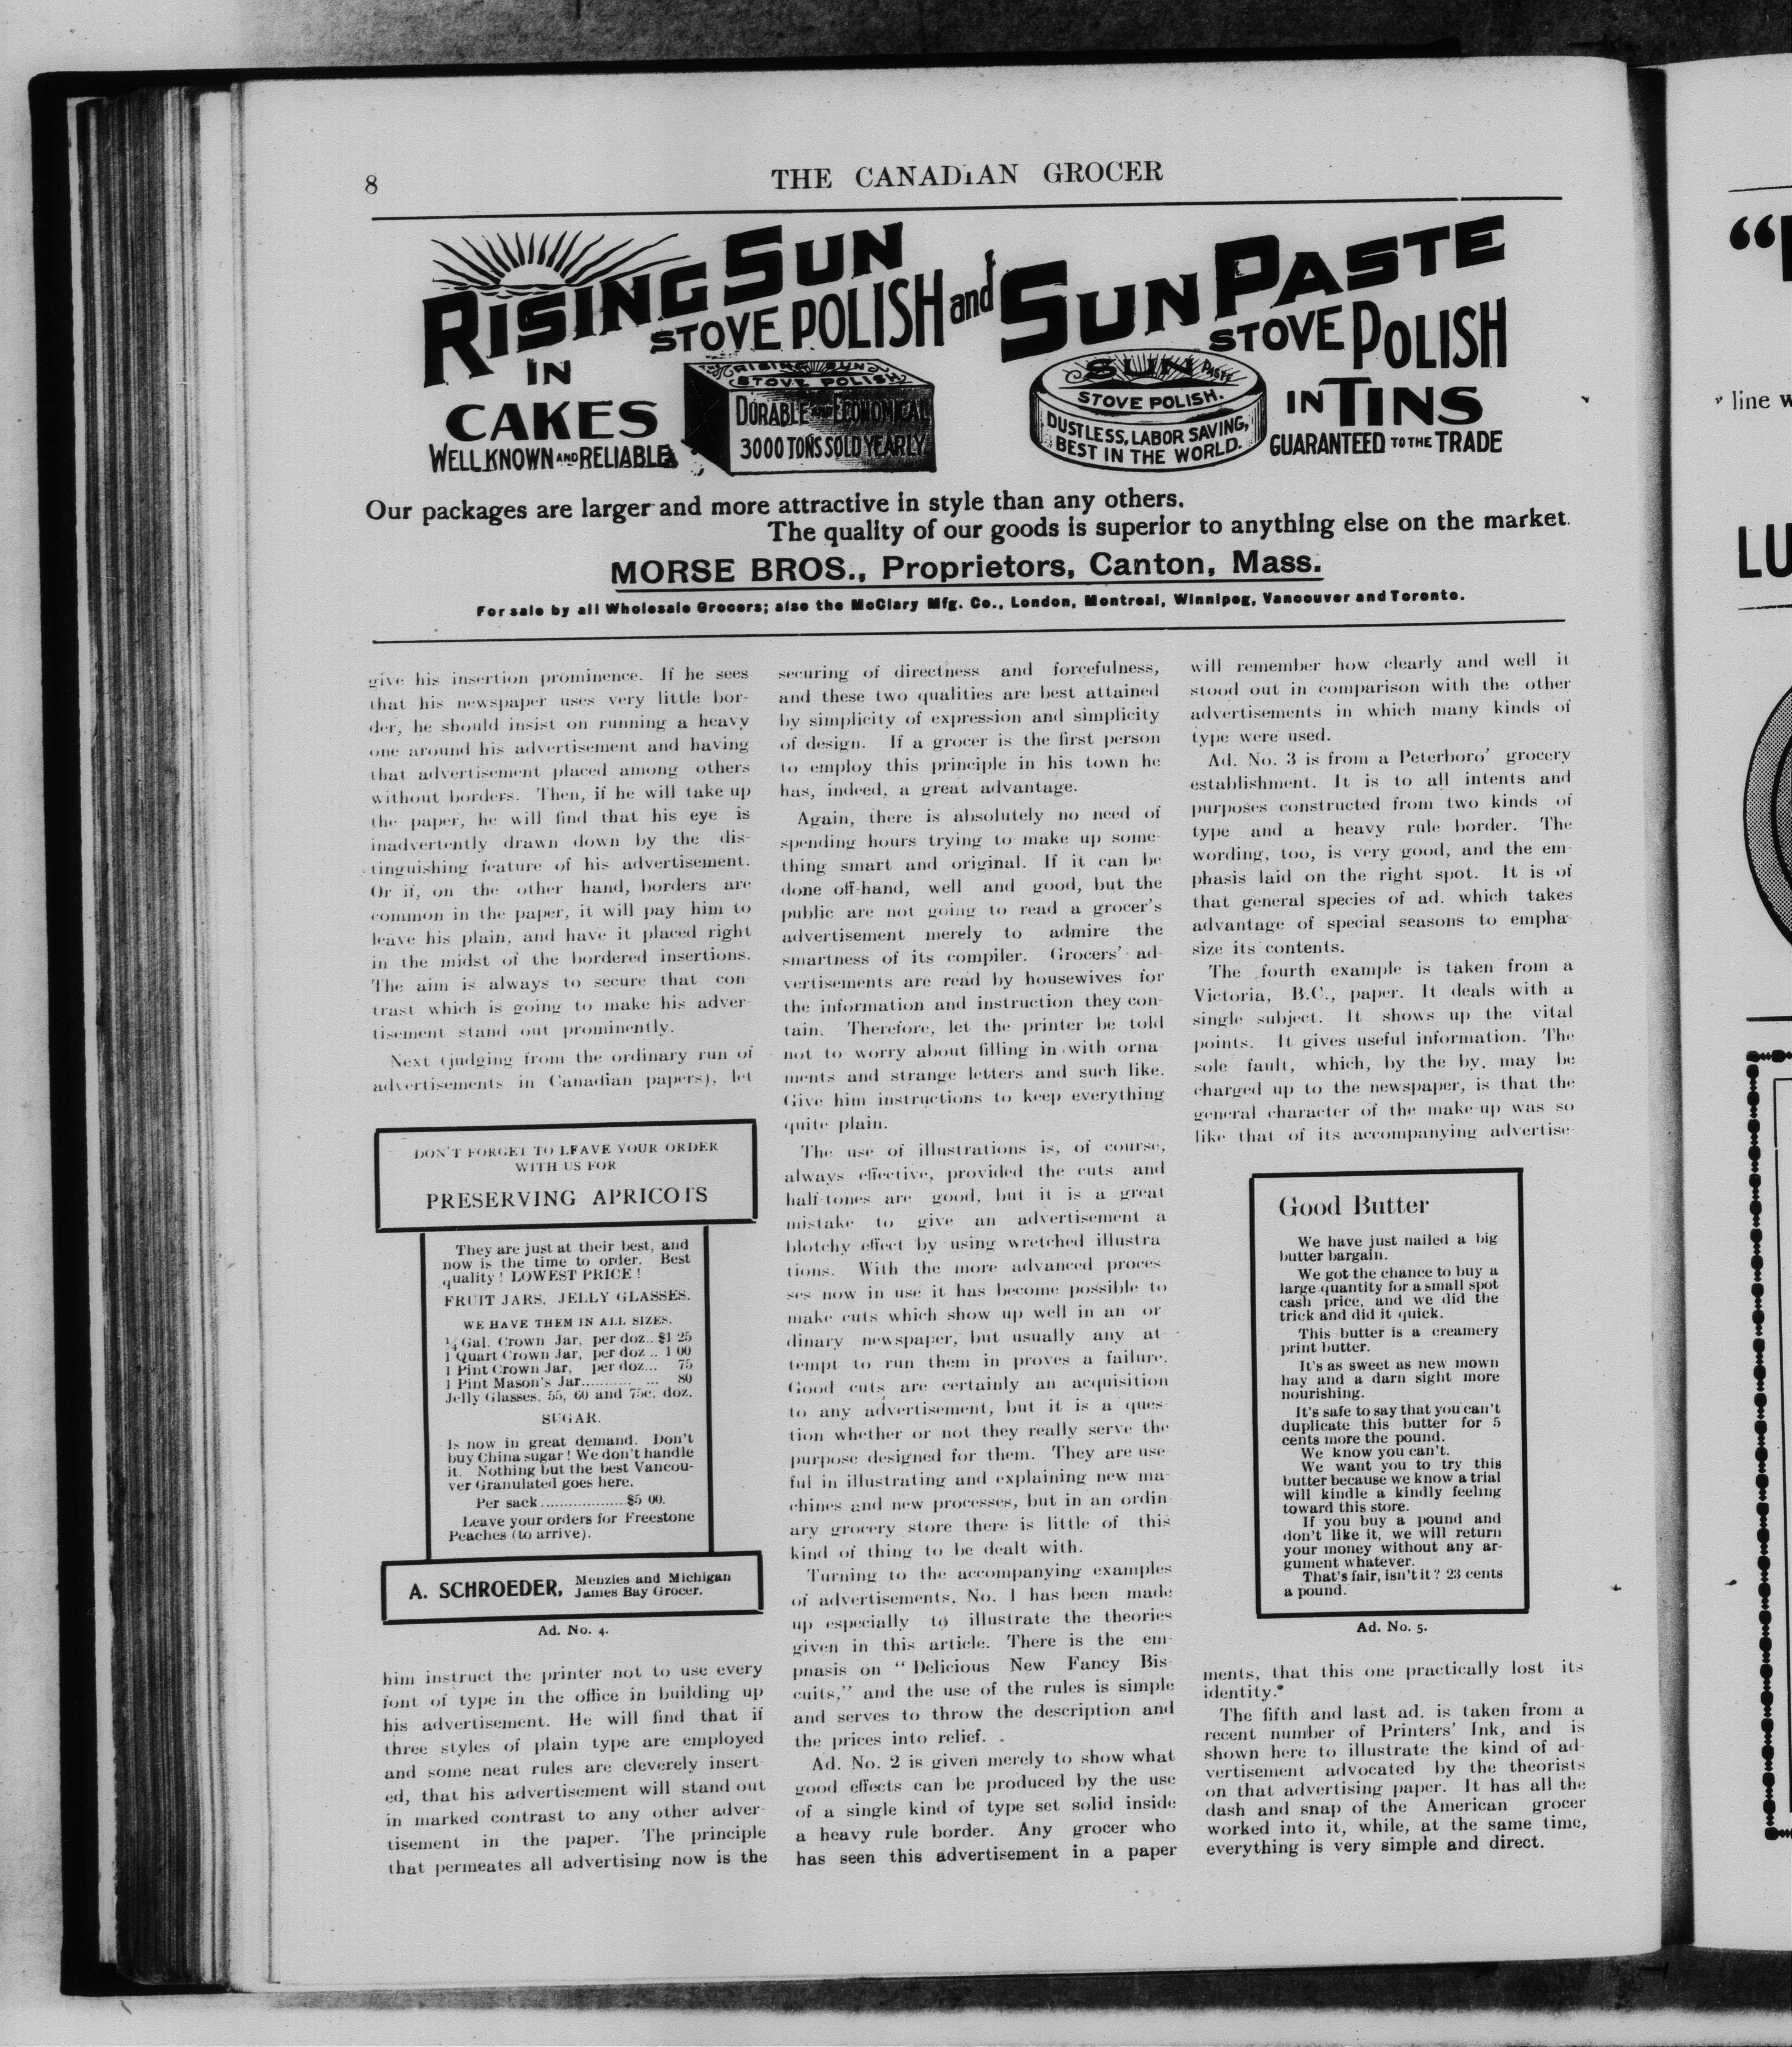 8
THE CANADIAN GROCER
RISING SUN
STOVE POLISH and
SUN PASTE
STOVE POLISH
IN
CAKES
WELL KNOWN AND RELIABLE
THE RISING SUN
STOVE POLISH
DURABLE AND ECONOMICAL
3000 TONS SOLD YEARLY
SUN PASTE
STOVE POLISH.
DUSTLESS, LABOR SAVING,
BEST IN THE WORLD.
IN TINS
GUARANTEED TO THE TRADE
Our packages are larger and more attractive in style than any others.
The quality of our goods is superior to anything else on the market.
MORSE BROS., Proprietors, Canton, Mass.
For sale by all Wholesale Grocers; also the McClary Mfg. Co., London, Montreal, Winnipeg, Vancouver and Toronto.
give his insertion prominence. If he sees
that his newspaper uses very little bor-
der, he should insist on running a heavy
one around his advertisement and having
that advertisement placed among others
without borders. Then, if he will take up
the paper, he will find that his eye is
inadvertently drawn down by the dis-
tinguishing feature of his advertisement.
Or if, on the other hand, borders are
common in the paper, it will pay him to
leave his plain, and have it placed right
in the midst of the bordered insertions.
The aim is always to secure that con-
trast which is going to make his adver-
tisement stand out prominently.
Next (judging from the ordinary run of
advertisements in Canadian papers), let
DON'T FORGET TO LEAVE YOUR ORDER
WITH US FOR
PRESERVING APRICOTS
They are just at their best, and
now is the time to order. Best
quality! LOWEST PRICE!
FRUIT JARS, JELLY GLASSES.
WE HAVE THEM IN ALL SIZES.
¼ Gal. Crown Jar, per doz.. $1 25
1 Quart Crown Jar, per doz .. 1 00
1 Pint Crown Jar, per doz... 75
1 Pint Mason's Jar........... ... 80
Jelly Glasses, 55, 60 and 75c. doz.
SUGAR.
Is now in great demand. Don't
buy China sugar! We don't handle
it. Nothing but the best Vancou-
ver Granulated goes here.
Per sack..................$5 00.
Leave your orders for Freestone
Peaches (to arrive).
A. SCHROEDER, Menzies and Michigan
James Bay Grocer.
Ad. No. 4.
him instruct the printer not to use every
font of type in the office in building up
his advertisement. He will find that if
three styles of plain type are employed
and some neat rules are cleverly insert-
ed, that his advertisement will stand out
in marked contrast to any other adver-
tisement in the paper. The principle
that permeates all advertising now is the
securing of directness and forcefulness,
and these two qualities are best attained
by simplicity of expression and simplicity
of design. If a grocer is the first person
to employ this principle in his town he
has, indeed, a great advantage.
Again, there is absolutely no need of
spending hours trying to make up some-
thing smart and original. If it can be
done off-hand, well and good, but the
public are not going to read a grocer's
advertisement merely to admire the
smartness of its compiler. Grocers' ad-
vertisements are read by housewives for
the information and instruction they con-
tain. Therefore, let the printer be told
not to worry about filling in with orna-
ments and strange letters and such like.
Give him instructions to keep everything
quite plain.
The use of illustrations is, of course,
always effective, provided the cuts and
half-tones are good, but it is a great
mistake to give an advertisement a
blotchy effect by using wretched illustra-
tions. With the more advanced proces
ses now in use it has become possible to
make cuts which show up well in an or
dinary newspaper, but usually any at
tempt to run them in proves a failure.
Good cuts are certainly an acquisition
to any advertisement, but it is a ques
tion whether or not they really serve the
purpose designed for them. They are use
ful in illustrating and explaining new ma-
chines and new processes, but in an ordin
ary grocery store there is little of this
kind of thing to be dealt with.
Turning to the accompanying examples
of advertisements, No. 1 has been made
up especially to illustrate the theories
given in this article. There is the em-
phasis on "Delicious New Fancy Bis-
cuits," and the use of the rules is simple
and serves to throw the description and
the prices into relief.
Ad. No. 2 is given merely to show what
good effects can be produced by the use
of a single kind of type set solid inside
a heavy rule border. Any grocer who
has seen this advertisement in a paper
will remember how clearly and well it
stood out in comparison with the other
advertisements in which many kinds of
type were used.
Ad. No. 3 is from a Peterboro' grocery
establishment. It is to all intents and
purposes constructed from two kinds of
type and a heavy rule border. The
wording, too, is very good, and the em-
phasis laid on the right spot. It is of
that general species of ad. which takes
advantage of special seasons to empha-
size its contents.
The fourth example is taken from a
Victoria, B.C., paper. It deals with a
single subject. It shows up the vital
points. It gives useful information. The
sole fault, which, by the by, may be
charged up to the newspaper, is that the
general character of the make-up was so
like that of its accompanying advertise-
Good Butter
We have just nailed a big
butter bargain.
We got the chance to buy a
large quantity for a small spot
cash price, and we did the
trick and did it quick.
This butter is a creamery
print butter.
It's as sweet as new mown
hay and a darn sight more
nourishing.
It's safe to say that you can't
duplicate this butter for 5
cents more the pound.
We know you can't.
We want you to try this
butter because we know a trial
will kindle a kindly feeling
toward this store.
If you buy a pound and
don't like it, we will return
your money without any ar-
gument whatever.
That's fair, isn't it? 23 cents
a pound.
Ad. No. 5.
ments, that this one practically lost its
identity.
The fifth and last ad. is taken from a
recent number of Printers' Ink, and is
shown here to illustrate the kind of ad-
vertisement advocated by the theorists
on that advertising paper. It has all the
dash and snap of the American grocer
worked into it, while, at the same time,
everything is very simple and direct.
line w
LU